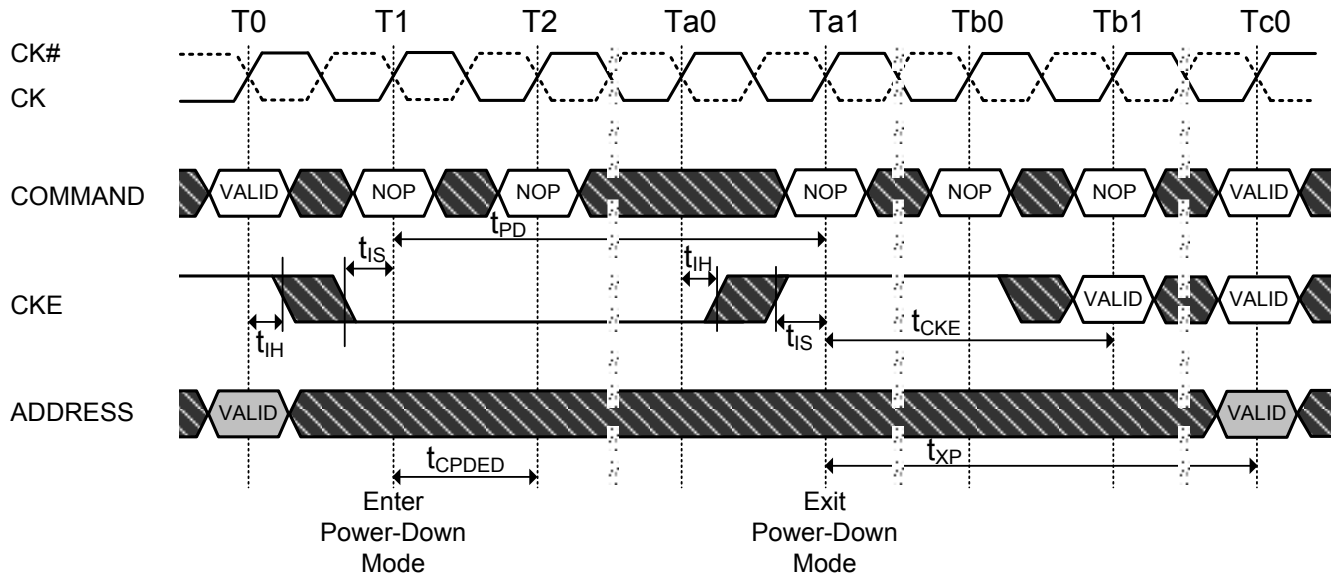 T0 T1 T2 Ta0 Ta1 Tb0 Tb1 Tc0
CK#
CK
COMMAND VALID NOP NOP NOP NOP NOP VALID
tPD
tIS tIH
CKE VALID VALID
tIH tIS tCKE
ADDRESS VALID VALID
tCPDED tXP
Enter
Power-Down
Mode
Exit
Power-Down
Mode